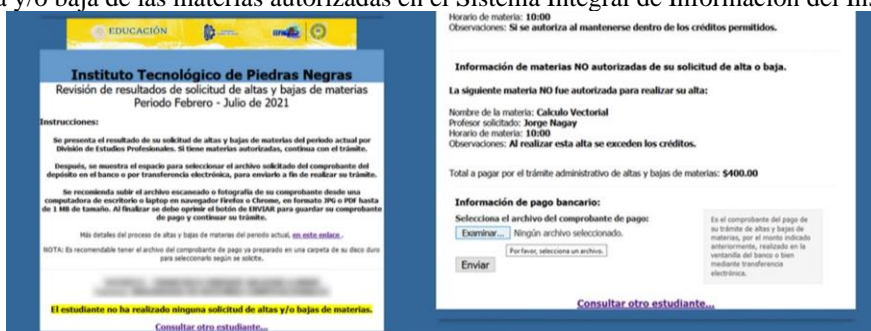 y/o baja de las materias autorizadas en el Sistema Integral de Información del
EDUCACIÓN
Instituto Tecnológico de Piedras Negras
Revisión de resultados de solicitud de altas y bajas de materias
Periodo Febrero - Julio de 2021
Instrucciones:
Se presenta el resultado de su solicitud de altas y bajas de materias del periodo actual por
División de Estudios Profesionales. Si tiene materias autorizadas, continua con el trámite.
Después, se muestra el espacio para seleccionar el archivo solicitado del comprobante del
depósito en el banco o por transferencia electrónica, para enviarlo a fin de realizar su trámite.
Se recomienda subir el archivo escaneado o fotografía de su comprobante desde una
computadora de escritorio o laptop en navegador Firefox o Chrome, en formato JPG o PDF hasta
de 1 MB de tamaño. Al finalizar se debe oprimir el botón de ENVIAR para guardar su comprobante
de pago y continuar su trámite.
Más detalles del proceso de altas y bajas de materias del periodo actual, en este enlace.
NOTA: Es recomendable tener el archivo del comprobante de pago ya preparado en una carpeta de su disco duro
para seleccionarlo según se solicite.
El estudiante no ha realizado ninguna solicitud de altas y/o bajas de materias.
Consultar otro estudiante...
Horario de materia: 10:00
Observaciones: Si se autoriza al mantenerse dentro de los créditos permitidos.
Información de materias NO autorizadas de su solicitud de alta o baja.
La siguiente materia NO fue autorizada para realizar su alta:
Nombre de la materia: Calculo Vectorial
Profesor solicitado: Jorge Nagay
Horario de materia: 10:00
Observaciones: Al realizar esta alta se exceden los créditos.
Total a pagar por el trámite administrativo de altas y bajas de materias: $400.00
Información de pago bancario:
Selecciona el archivo del comprobante de pago:
Examinar... Ningún archivo seleccionado.
Por favor, selecciona un archivo.
Enviar
Es el comprobante del pago de
su trámite de altas y bajas de
materias, por el monto indicado
anteriormente, realizado en la
ventanilla del banco o bien
mediante transferencia
electrónica.
Consultar otro estudiante...